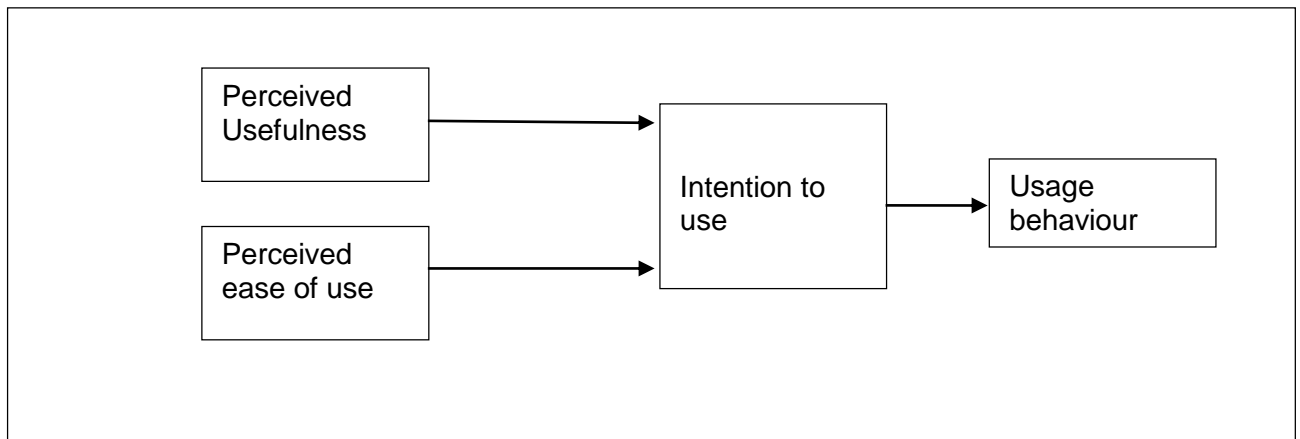 Perceived
Usefulness
Perceived
ease of use
Intention to
use
Usage
behaviour